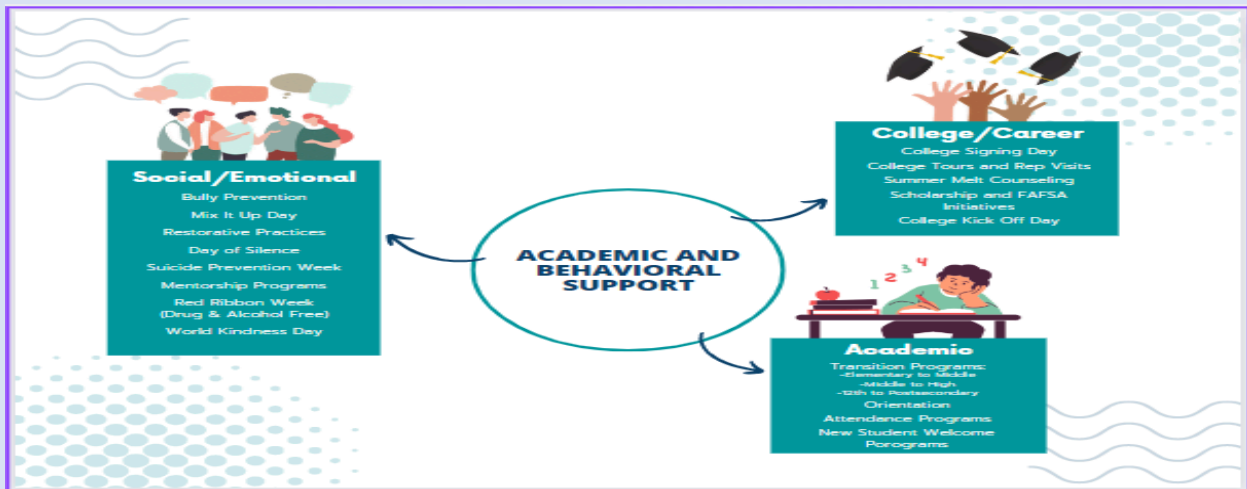 Social/Emotional
Bully Prevention
Mix It Up Day
Restorative Practices
Day of Silence
Suicide Prevention Week
Mentorship Programs
Red Ribbon Week
(Drug & Alcohol Free)
World Kindness Day
ACADEMIC AND
BEHAVIORAL
SUPPORT
College/Career
College Signing Day
College Tours and Rep Visits
Summer Melt Counseling
Scholarship and FAFSA
Initiatives
College Kick Off Day
1 2 3 4
Academic
Transition Programs:
-Elementary to Middle
-Middle to High
-12th to Postsecondary
Orientation
Attendance Programs
New Student Welcome
Porograms